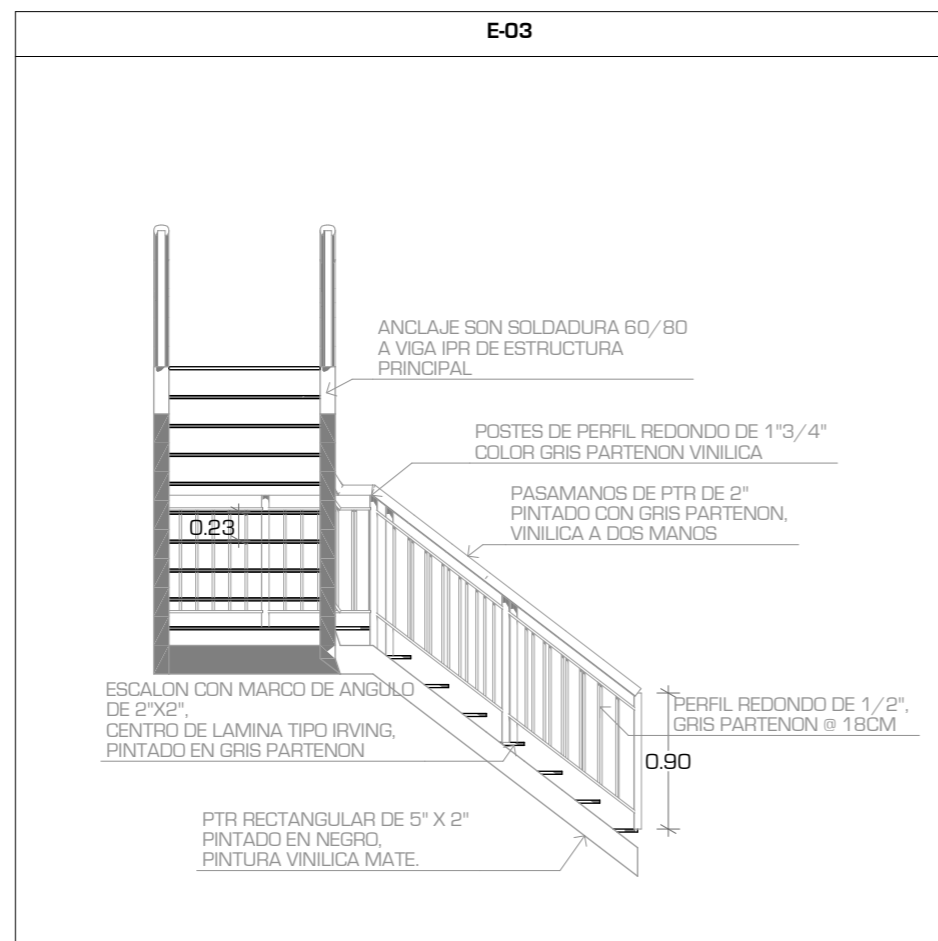 E-03
ANCLAJE SON SOLDADURA 60/80
A VIGA IPR DE ESTRUCTURA
PRINCIPAL
POSTES DE PERFIL REDONDO DE 1"3/4"
COLOR GRIS PARTENON VINILICA
PASAMANOS DE PTR DE 2"
PINTADO CON GRIS PARTENON,
VINILICA A DOS MANOS
0.23
ESCALON CON MARCO DE ANGULO
DE 2"X2",
CENTRO DE LAMINA TIPO IRVING,
PINTADO EN GRIS PARTENON
PERFIL REDONDO DE 1/2",
GRIS PARTENON @ 18CM
0.90
PTR RECTANGULAR DE 5" X 2"
PINTADO EN NEGRO,
PINTURA VINILICA MATE.